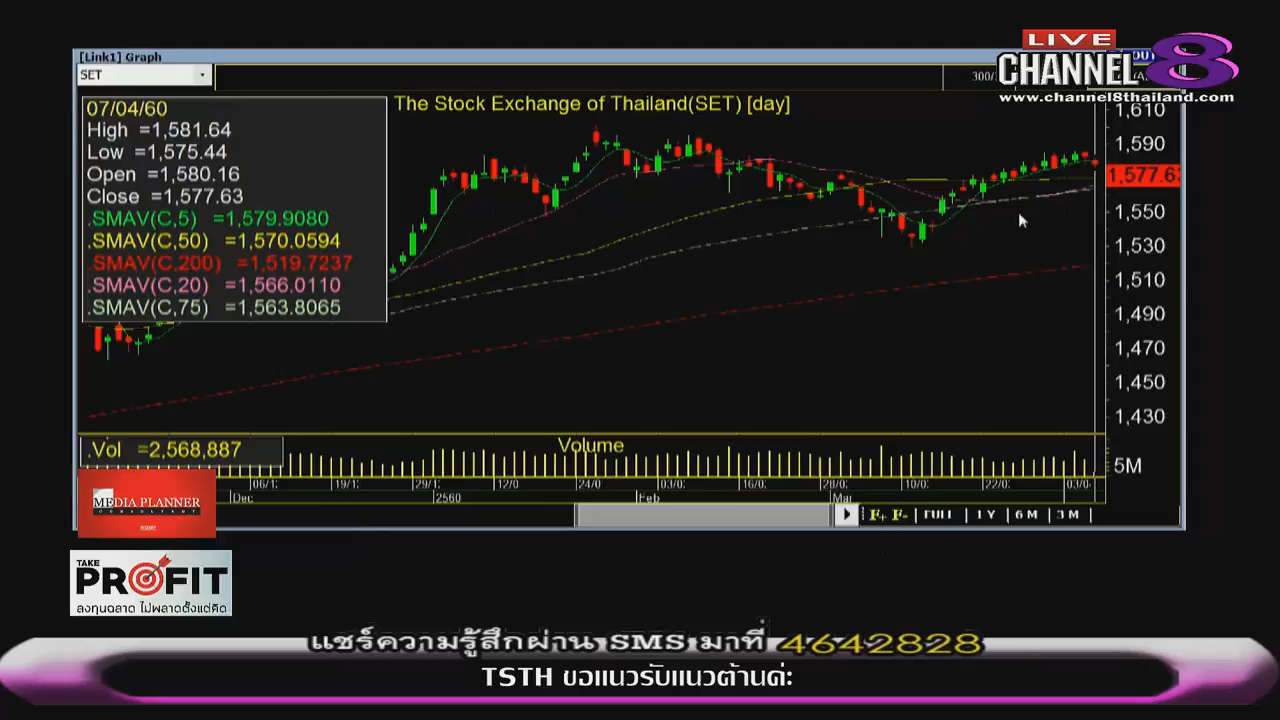 [Link1] Graph
SET
LIVE
CHANNEL 8
www.channel8thailand.com
The Stock Exchange of Thailand(SET) [day]
07/04/60
High =1,581.64
Low =1,575.44
Open =1,580.16
Close =1,577.63
.SMAV(C,5) =1,579.9080
.SMAV(C,50) =1,570.0594
.SMAV(C,200) =1,519.7237
.SMAV(C,20) =1,566.0110
.SMAV(C,75) =1,563.8065
1,610
1,590
1,577.63
1,550
1,530
1,510
1,490
1,470
1,450
1,430
.Vol =2,568,887
Volume
5M
06/1: 19/1: 29/1: 12/0 24/0 03/0: 16/0: 28/0: 10/0: 22/0: 03/0
Dec 2560 Feb Mar
F+ F- FULL 1 Y 6 M 3 M
MEDIA PLANNER
CONSULTANT
TAKE
PROFIT
ลงทุนฉลาด ไม่พลาดตั้งแต่คิด
แชร์ความรู้สึกผ่าน SMS มาที่ 4642828
TSTH ขอแนวรับแนวต้านค่ะ